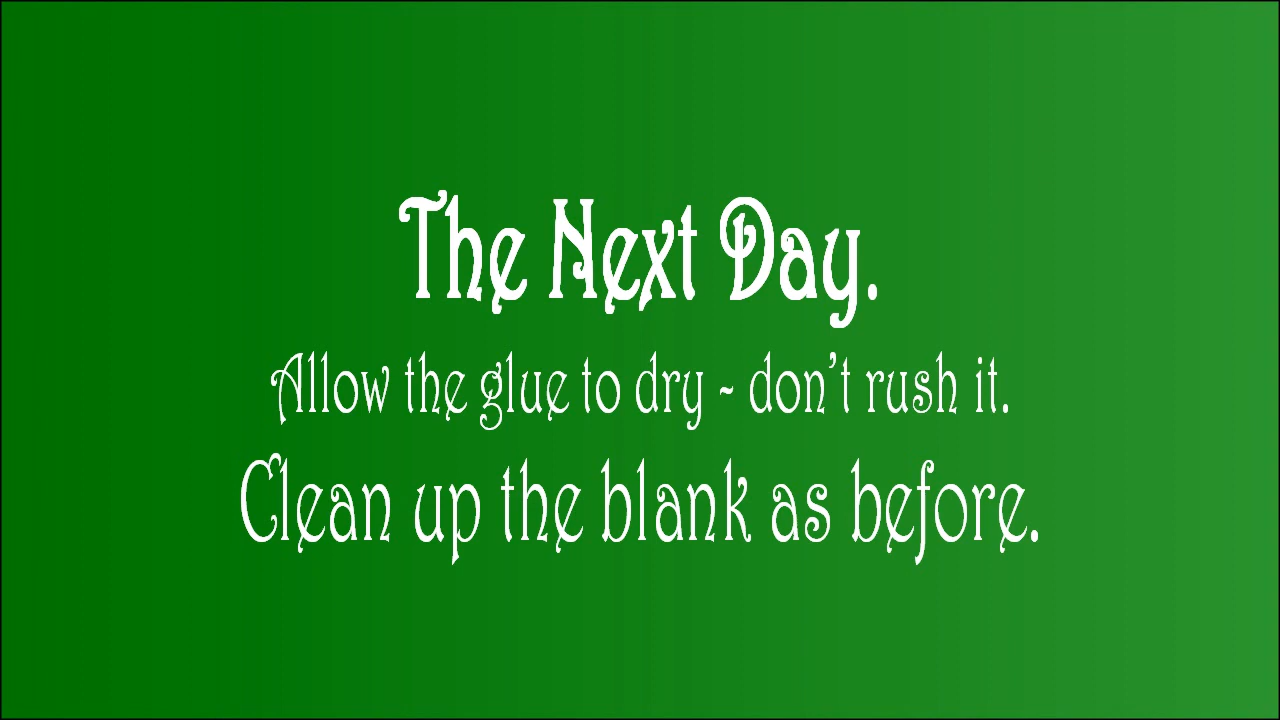 The Next Day.
Allow the glue to dry - don't rush it.
Clean up the blank as before.